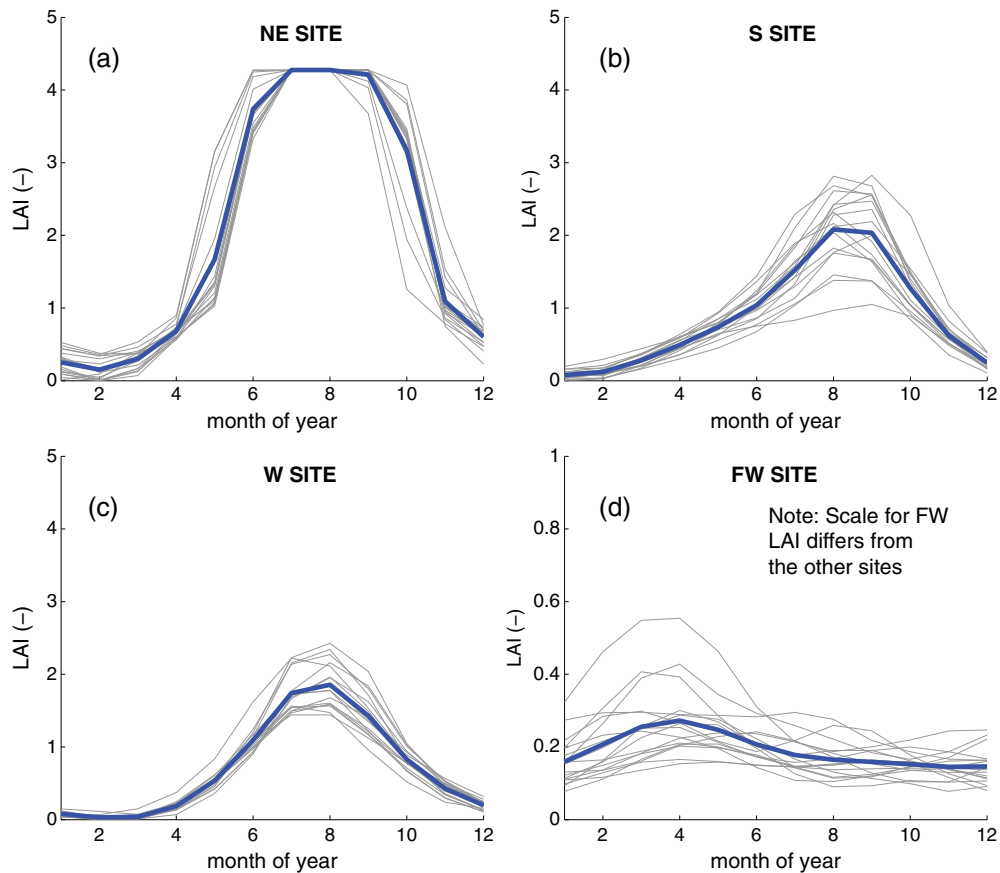 NE SITE
(a)
LAI (−)
5
4
3
2
1
0
2 4 6 8 10 12
month of year
S SITE
(b)
LAI (−)
5
4
3
2
1
0
2 4 6 8 10 12
month of year
W SITE
(c)
LAI (−)
5
4
3
2
1
0
2 4 6 8 10 12
month of year
FW SITE
(d)
Note: Scale for FW
LAI differs from
the other sites
LAI (−)
1
0.8
0.6
0.4
0.2
0
2 4 6 8 10 12
month of year